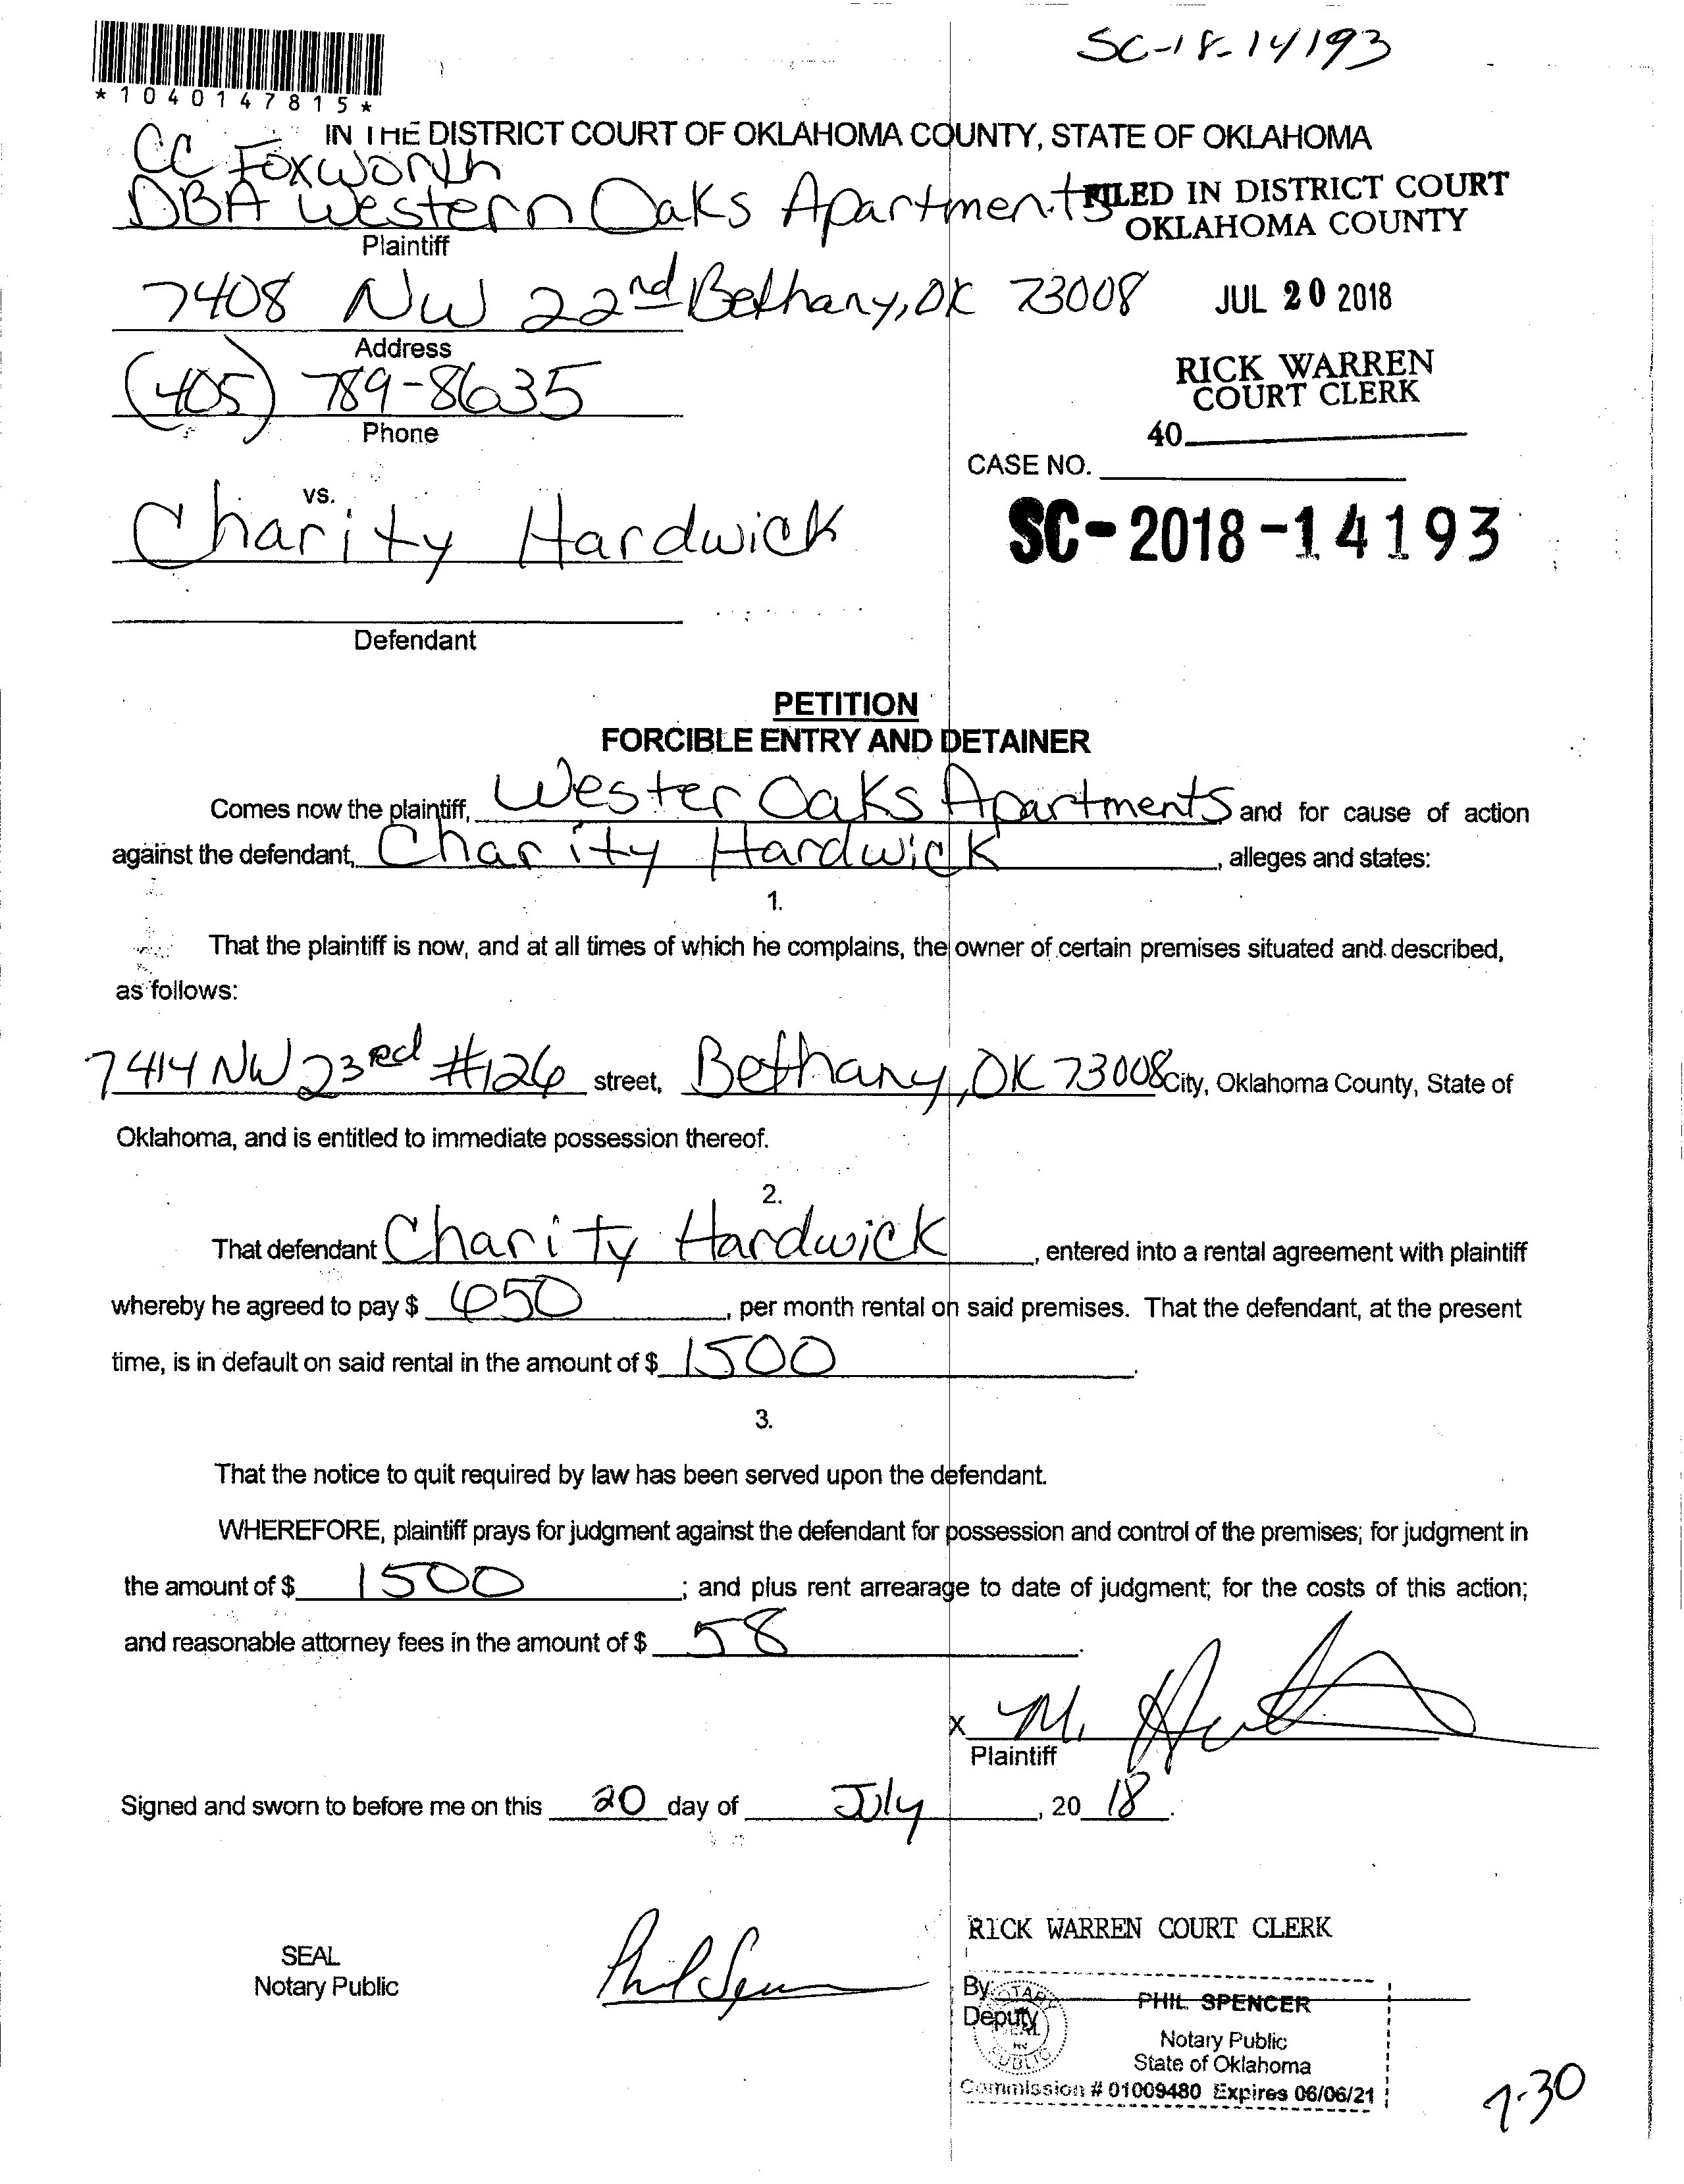 SC-18-14193
*1040147815*
IN THE DISTRICT COURT OF OKLAHOMA COUNTY, STATE OF OKLAHOMA
CC Foxworth
DBA Western Oaks Apartments
FILED IN DISTRICT COURT
OKLAHOMA COUNTY
Plaintiff
7408 NW 22nd Bethany, OK 73008
JUL 20 2018
Address
RICK WARREN
COURT CLERK
(405) 789-8635
Phone
40
CASE NO.
vs.
Charity Hardwick
SC-2018-14193
Defendant
PETITION
FORCIBLE ENTRY AND DETAINER
Comes now the plaintiff, Wester Oaks Apartments and for cause of action
against the defendant, Charity Hardwick, alleges and states:
1.
That the plaintiff is now, and at all times of which he complains, the owner of certain premises situated and described,
as follows:
7414 NW 23rd #126 street, Bethany, OK 73008 City, Oklahoma County, State of
Oklahoma, and is entitled to immediate possession thereof.
2.
That defendant Charity Hardwick, entered into a rental agreement with plaintiff
whereby he agreed to pay $ 650, per month rental on said premises. That the defendant, at the present
time, is in default on said rental in the amount of $ 1500.
3.
That the notice to quit required by law has been served upon the defendant.
WHEREFORE, plaintiff prays for judgment against the defendant for possession and control of the premises; for judgment in
the amount of $ 1500; and plus rent arrearage to date of judgment; for the costs of this action;
and reasonable attorney fees in the amount of $ 58.
x M.
Plaintiff
Signed and sworn to before me on this 20 day of July, 2018.
RICK WARREN COURT CLERK
SEAL
Notary Public
Phil Spencer
By
Deputy
NOTARY PUBLIC SEAL
PHIL SPENCER
Notary Public
State of Oklahoma
Commission # 01009480 Expires 06/06/21
7-30